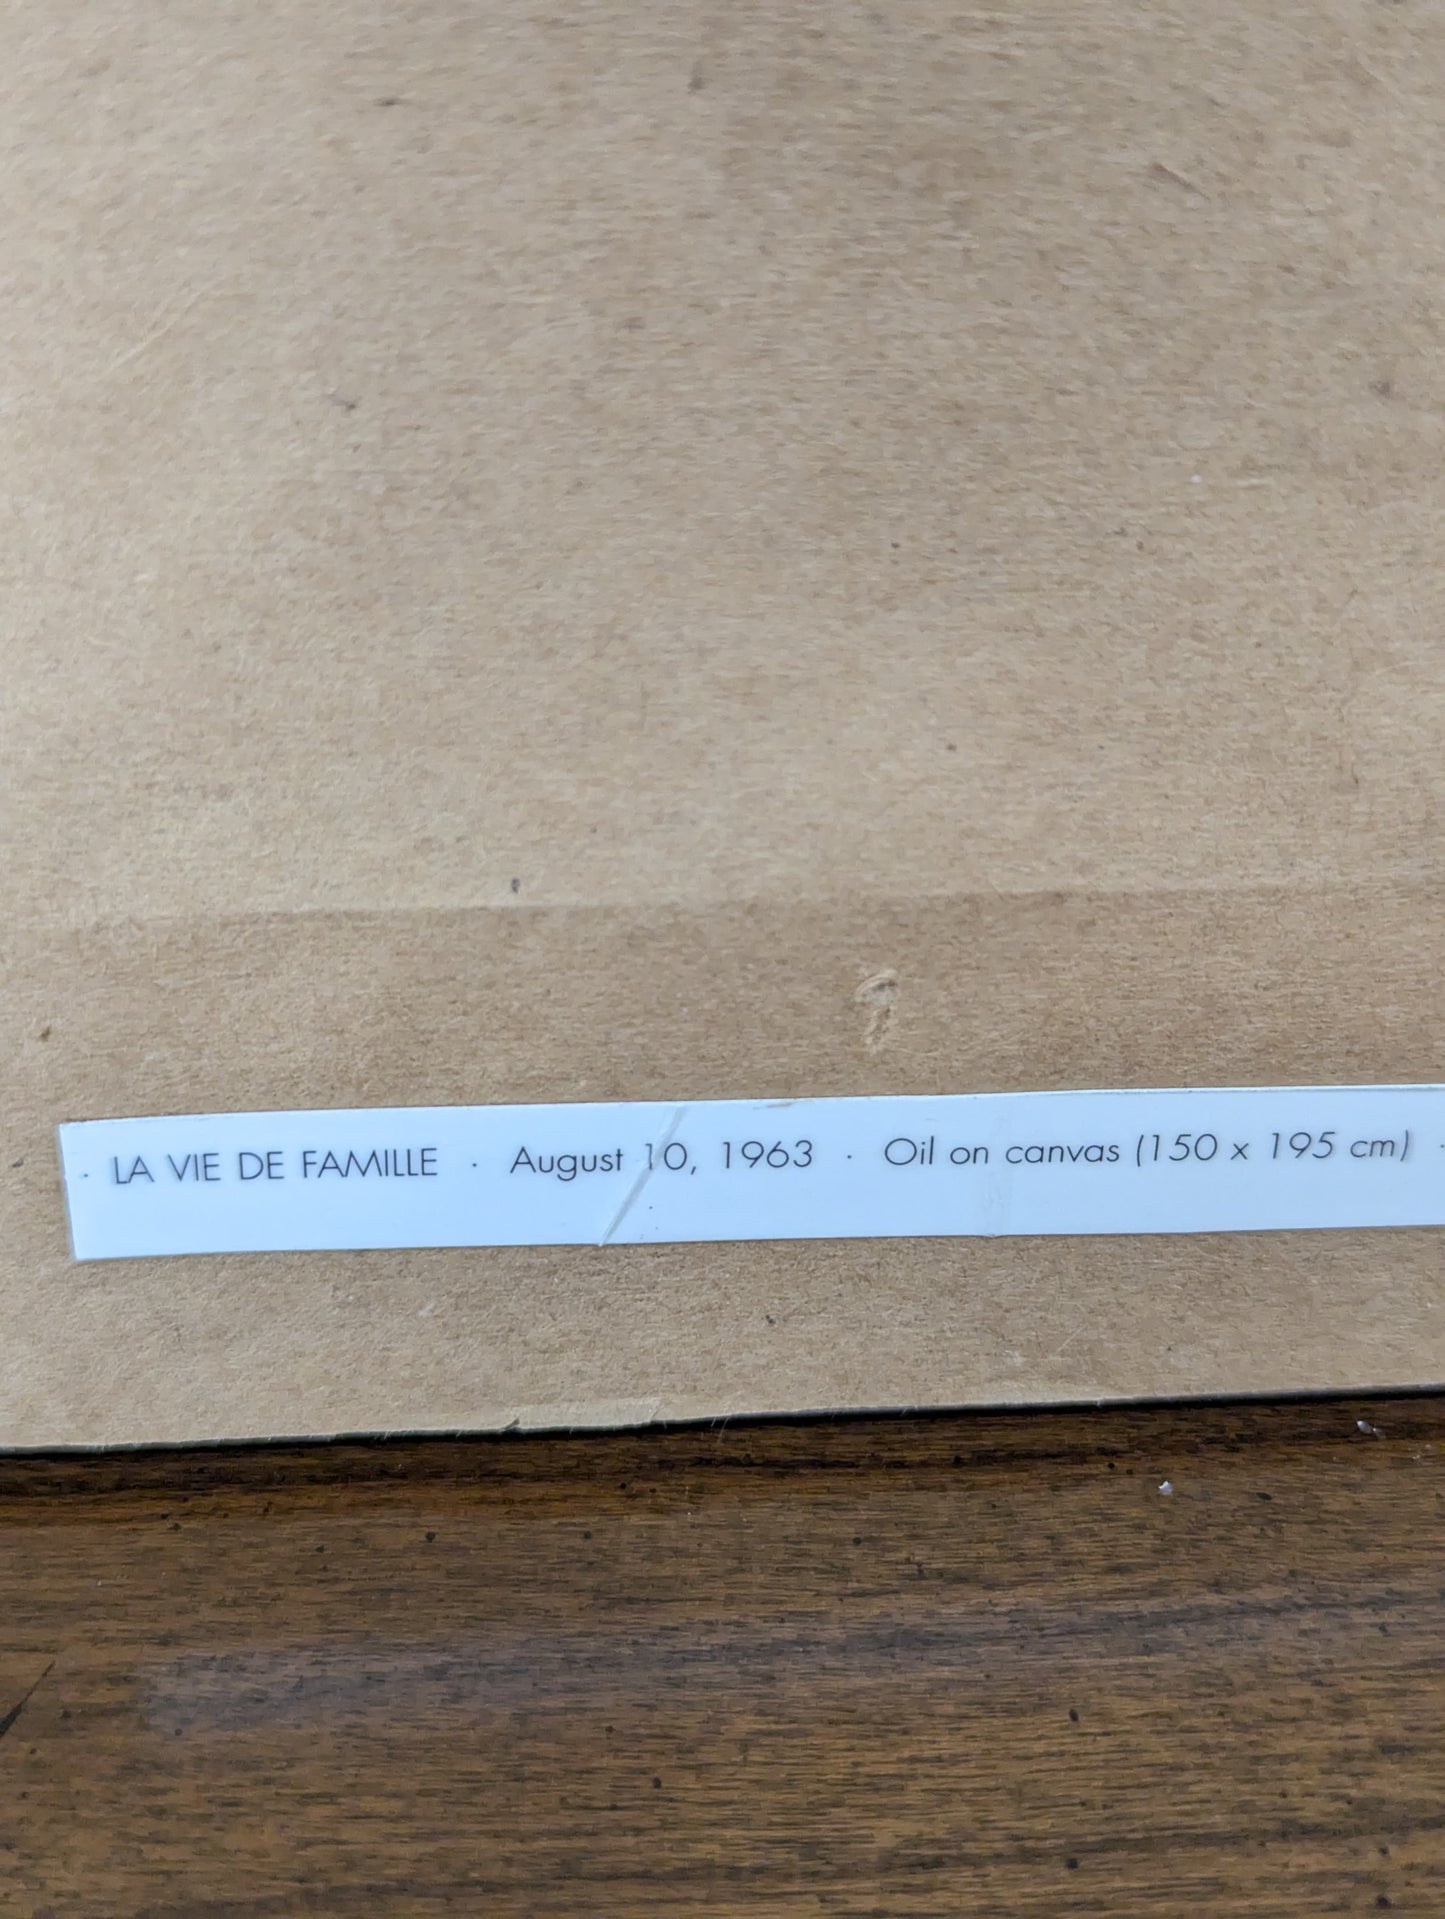 · LA VIE DE FAMILLE · August 10, 1963 · Oil on canvas (150 x 195 cm) ·